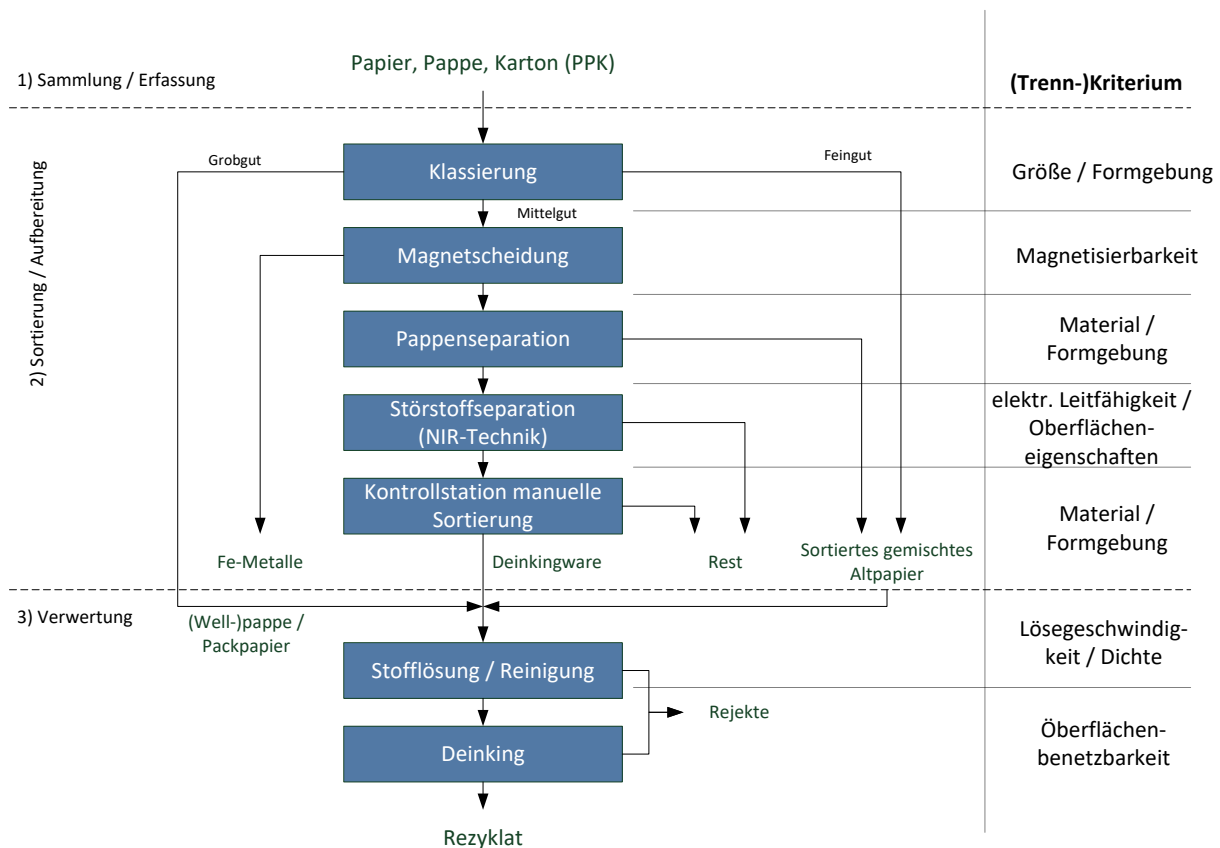 Papier, Pappe, Karton (PPK)
1) Sammlung / Erfassung
(Trenn-)Kriterium
Grobgut
Feingut
Klassierung
Größe / Formgebung
Mittelgut
2) Sortierung / Aufbereitung
Magnetscheidung
Magnetisierbarkeit
Pappenseparation
Material /
Formgebung
Störstoffseparation
(NIR-Technik)
elektr. Leitfähigkeit /
Oberflächen-
eigenschaften
Kontrollstation manuelle
Sortierung
Material /
Formgebung
Fe-Metalle
Deinkingware
Rest
Sortiertes gemischtes
Altpapier
3) Verwertung
(Well-)pappe /
Packpapier
Stofflösung / Reinigung
Lösegeschwindig-
keit / Dichte
Rejekte
Deinking
Öberflächen-
benetzbarkeit
Rezyklat